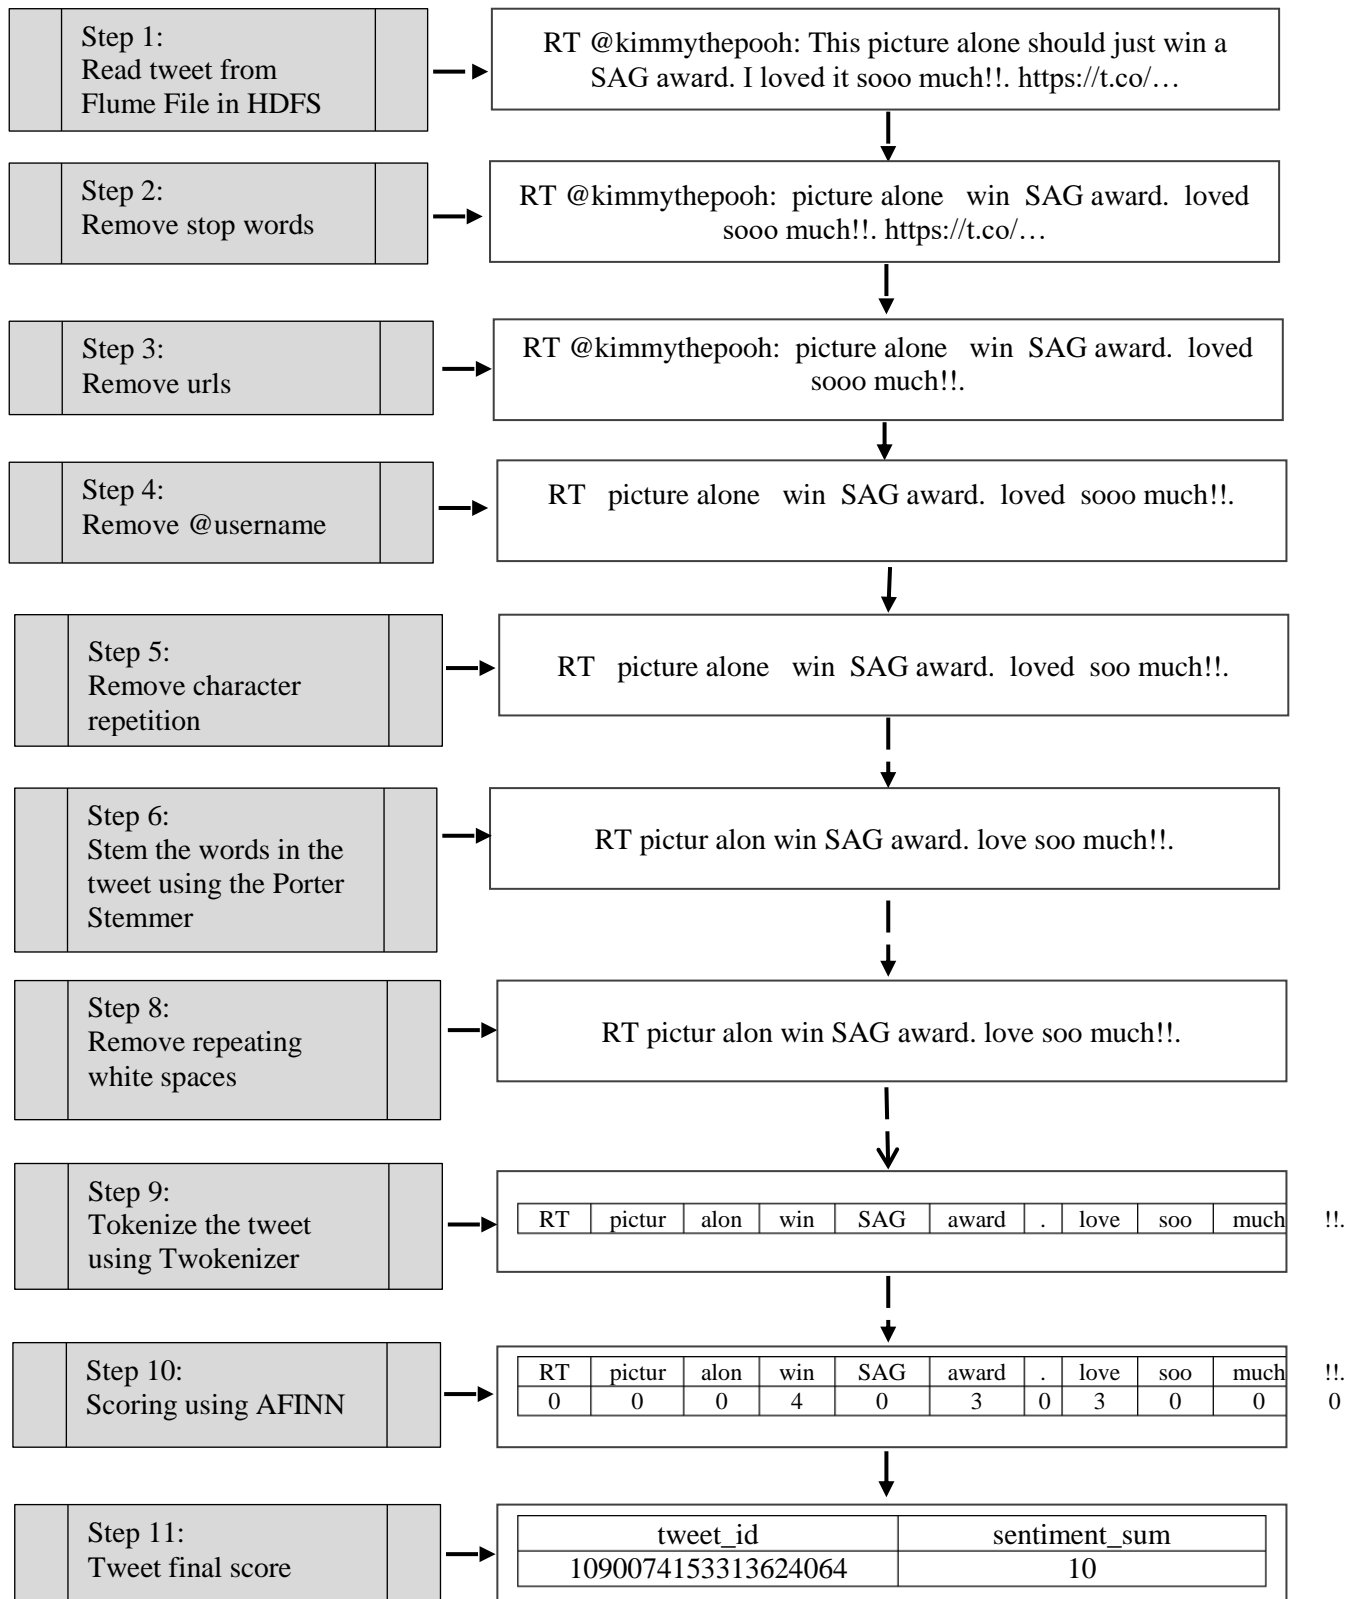 Step 1:
Read tweet from
Flume File in HDFS
RT @kimmythepooh: This picture alone should just win a
SAG award. I loved it sooo much!!. https://t.co/…
Step 2:
Remove stop words
RT @kimmythepooh: picture alone win SAG award. loved
sooo much!!. https://t.co/…
Step 3:
Remove urls
RT @kimmythepooh: picture alone win SAG award. loved
sooo much!!.
Step 4:
Remove @username
RT picture alone win SAG award. loved sooo much!!.
Step 5:
Remove character
repetition
RT picture alone win SAG award. loved soo much!!.
Step 6:
Stem the words in the
tweet using the Porter
Stemmer
RT pictur alon win SAG award. love soo much!!.
Step 8:
Remove repeating
white spaces
RT pictur alon win SAG award. love soo much!!.
Step 9:
Tokenize the tweet
using Twokenizer
RT pictur alon win SAG award . love soo much !!.
Step 10:
Scoring using AFINN
RT pictur alon win SAG award . love soo much !!.
0 0 0 4 0 3 0 3 0 0 0
Step 11:
Tweet final score
tweet_id sentiment_sum
1090074153313624064 10